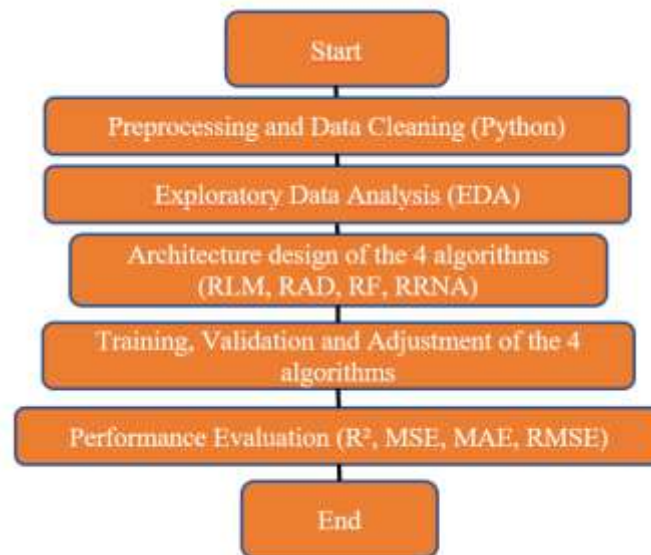 Start
Preprocessing and Data Cleaning (Python)
Exploratory Data Analysis (EDA)
Architecture design of the 4 algorithms
(RLM, RAD, RF, RRNA)
Training, Validation and Adjustment of the 4
algorithms
Performance Evaluation (R², MSE, MAE, RMSE)
End